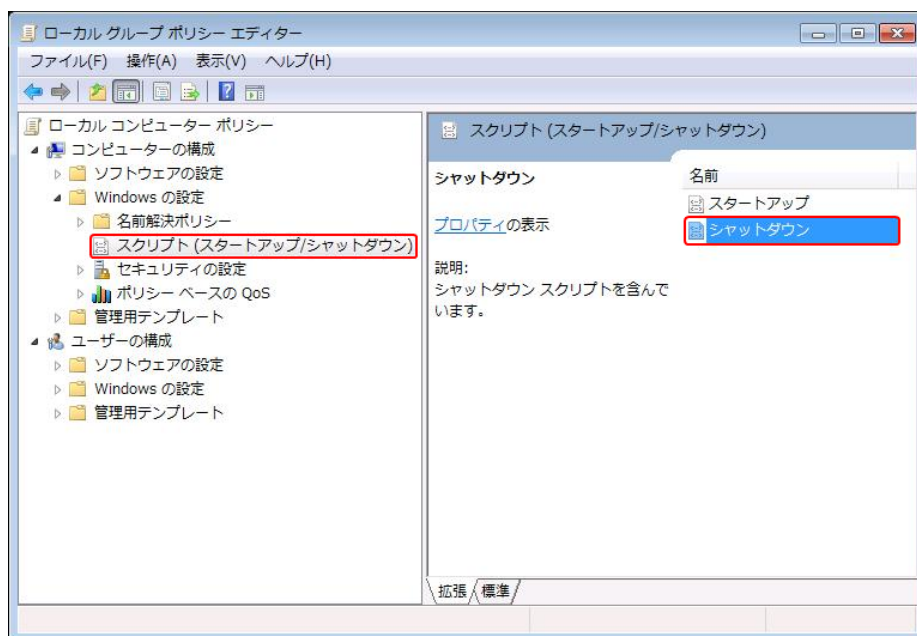 ローカル グループ ポリシー エディター
ファイル(F) 操作(A) 表示(V) ヘルプ(H)
ローカル コンピューター ポリシー
コンピューターの構成
ソフトウェアの設定
Windows の設定
名前解決ポリシー
スクリプト (スタートアップ/シャットダウン)
セキュリティの設定
ポリシー ベースの QoS
管理用テンプレート
ユーザーの構成
ソフトウェアの設定
Windows の設定
管理用テンプレート
スクリプト (スタートアップ/シャットダウン)
シャットダウン
プロパティの表示
説明:
シャットダウン スクリプトを含んで
います。
名前
スタートアップ
シャットダウン
拡張 標準